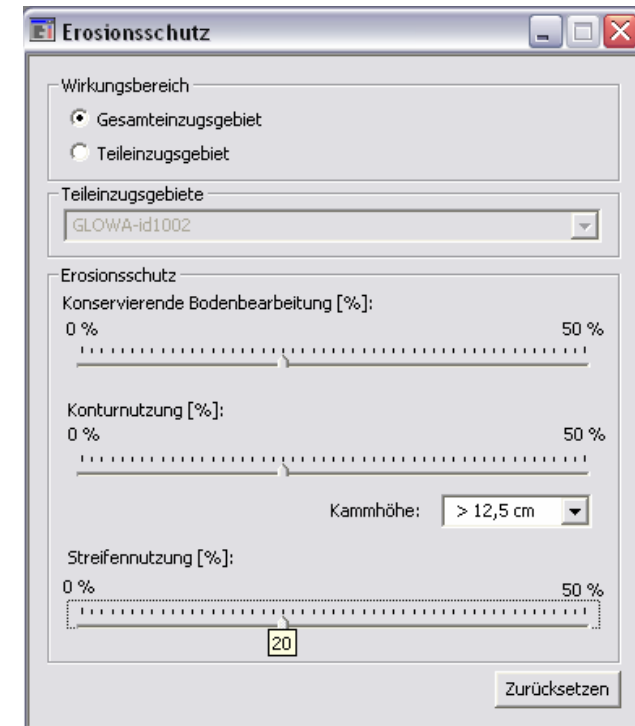 Erosionsschutz
Wirkungsbereich
Gesamteinzugsgebiet
Teileinzugsgebiet
Teileinzugsgebiete
GLOWA-id1002
Erosionsschutz
Konservierende Bodenbearbeitung [%]:
0 % 50 %
Konturnutzung [%]:
0 % 50 %
Kammhöhe: > 12,5 cm
Streifennutzung [%]:
0 % 50 %
20
Zurücksetzen